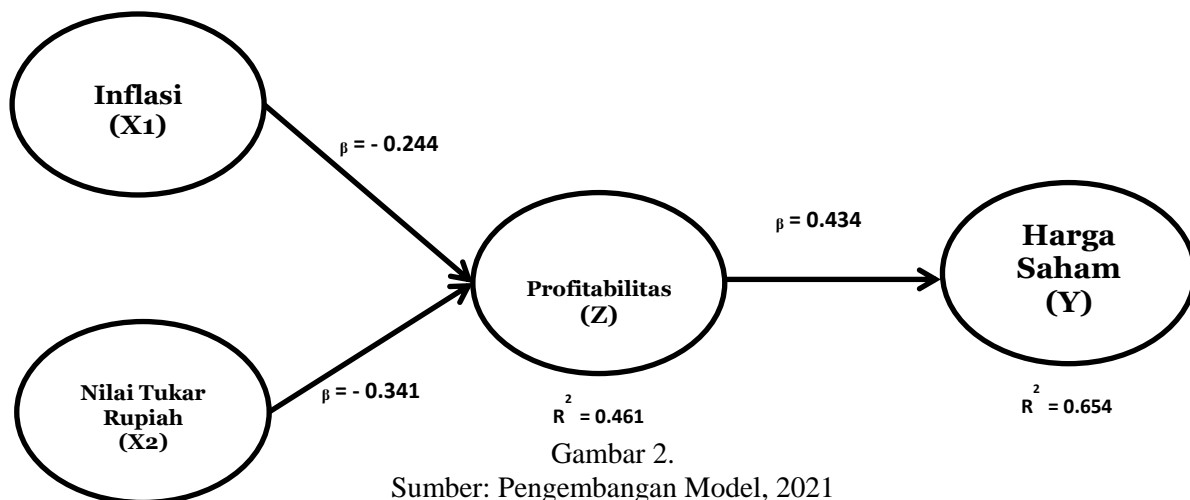 Inflasi
(X1)
β = - 0.244
Profitabilitas
(Z)
R² = 0.461
β = 0.434
Harga
Saham
(Y)
R² = 0.654
Nilai Tukar
Rupiah
(X2)
β = - 0.341
Gambar 2.
Sumber: Pengembangan Model, 2021